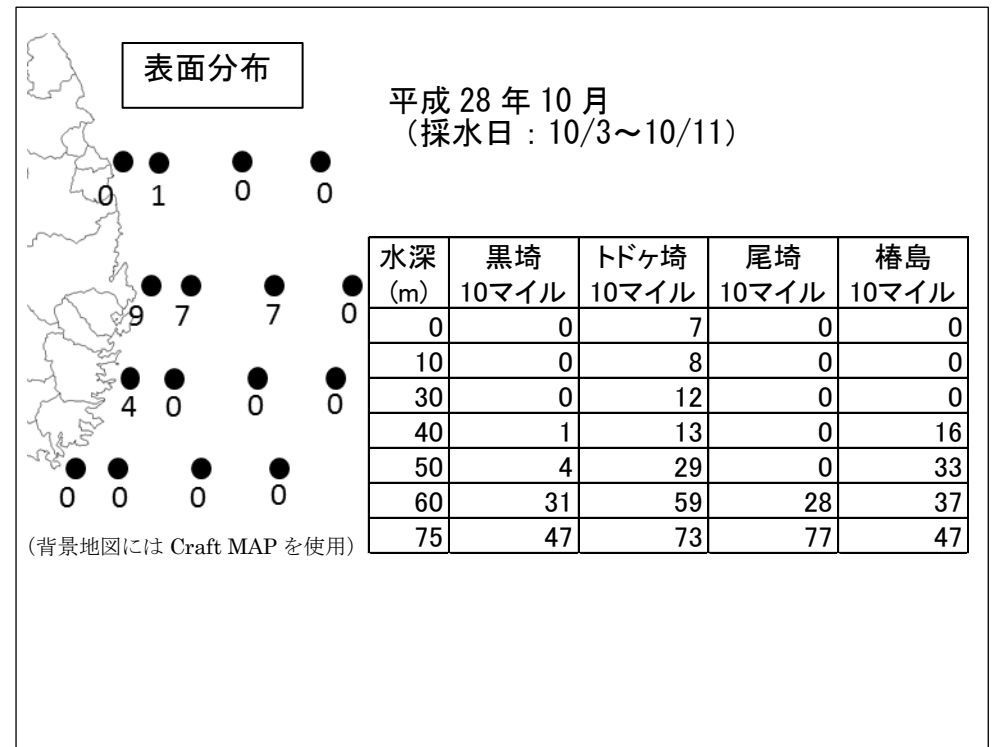 表面分布
平成 28 年 10 月
（採水日：10/3～10/11）
0 1 0 0
9 7 7 0
4 0 0 0
0 0 0 0
（背景地図には Craft MAP を使用）
水深 黒埼 トドヶ埼 尾埼 椿島
(m) 10マイル 10マイル 10マイル 10マイル
0 0 7 0 0
10 0 8 0 0
30 0 12 0 0
40 1 13 0 16
50 4 29 0 33
60 31 59 28 37
75 47 73 77 47